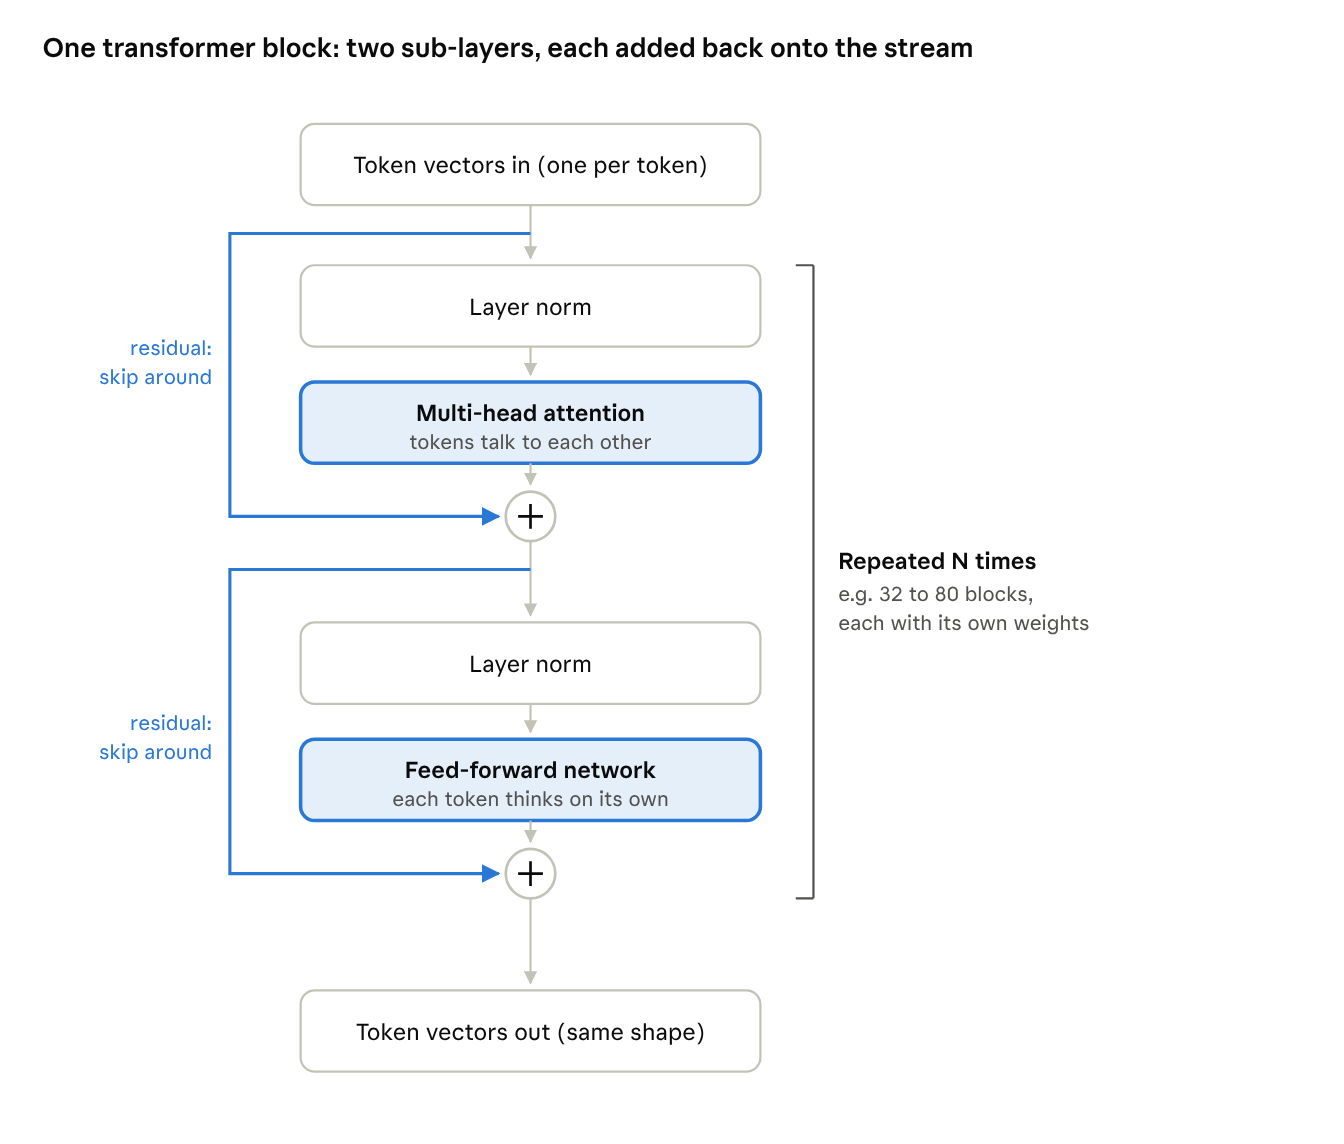 One transformer block: two sub-layers, each added back onto the stream
Token vectors in (one per token)
Layer norm
residual:
skip around
Multi-head attention
tokens talk to each other
+
Repeated N times
e.g. 32 to 80 blocks,
each with its own weights
Layer norm
residual:
skip around
Feed-forward network
each token thinks on its own
+
Token vectors out (same shape)